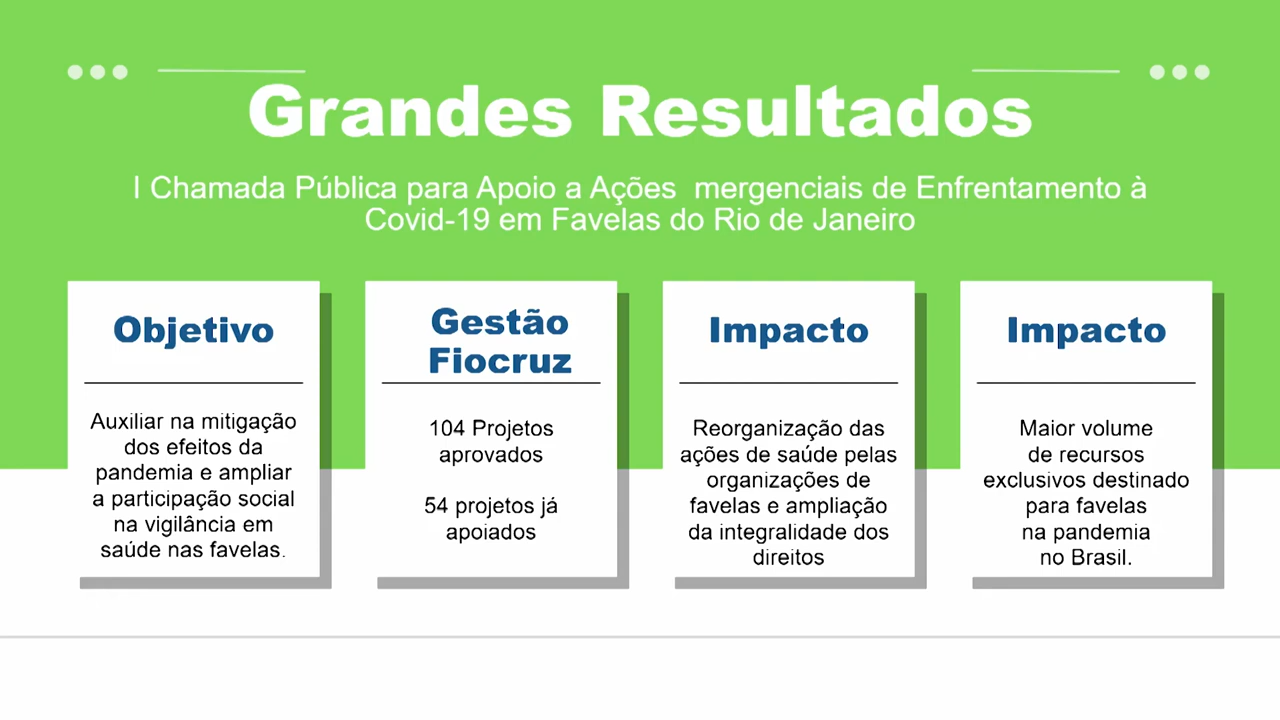 Grandes Resultados
I Chamada Pública para Apoio a Ações  mergenciais de Enfrentamento à
Covid-19 em Favelas do Rio de Janeiro
Objetivo
Auxiliar na mitigação
dos efeitos da
pandemia e ampliar
a participação social
na vigilância em
saúde nas favelas.
Gestão
Fiocruz
104 Projetos
aprovados
54 projetos já
apoiados
Impacto
Reorganização das
ações de saúde pelas
organizações de
favelas e ampliação
da integralidade dos
direitos
Impacto
Maior volume
de recursos
exclusivos destinado
para favelas
na pandemia
no Brasil.